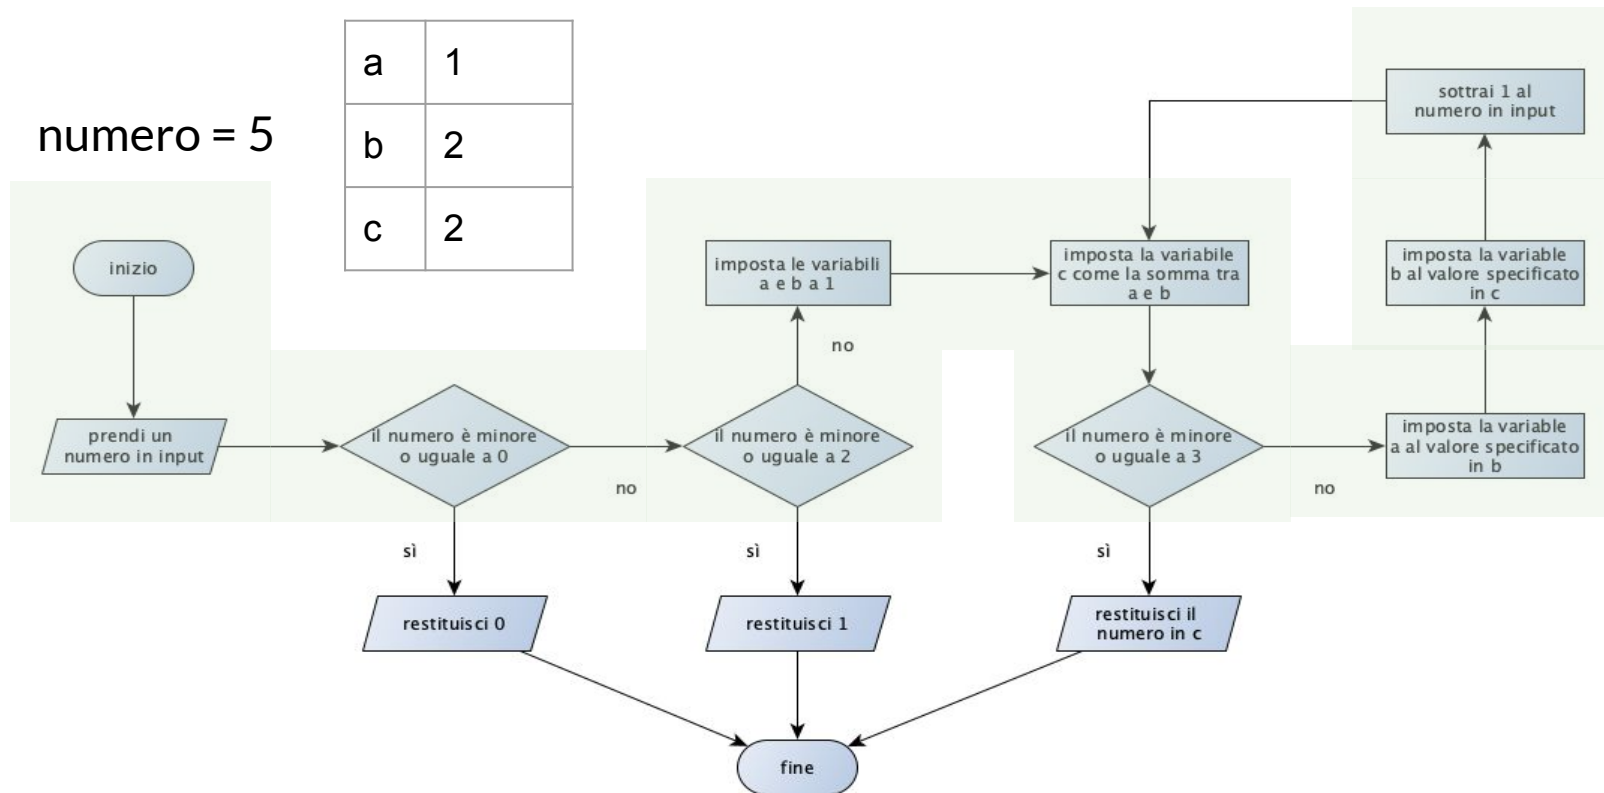 numero = 5
a 1
b 2
c 2
inizio
prendi un
numero in input
il numero è minore
o uguale a 0
no
sì
restituisci 0
il numero è minore
o uguale a 2
no
sì
restituisci 1
imposta le variabili
a e b a 1
imposta la variabile
c come la somma tra
a e b
il numero è minore
o uguale a 3
no
sì
restituisci il
numero in c
imposta la variable
a al valore specificato
in b
imposta la variable
b al valore specificato
in c
sottrai 1 al
numero in input
fine